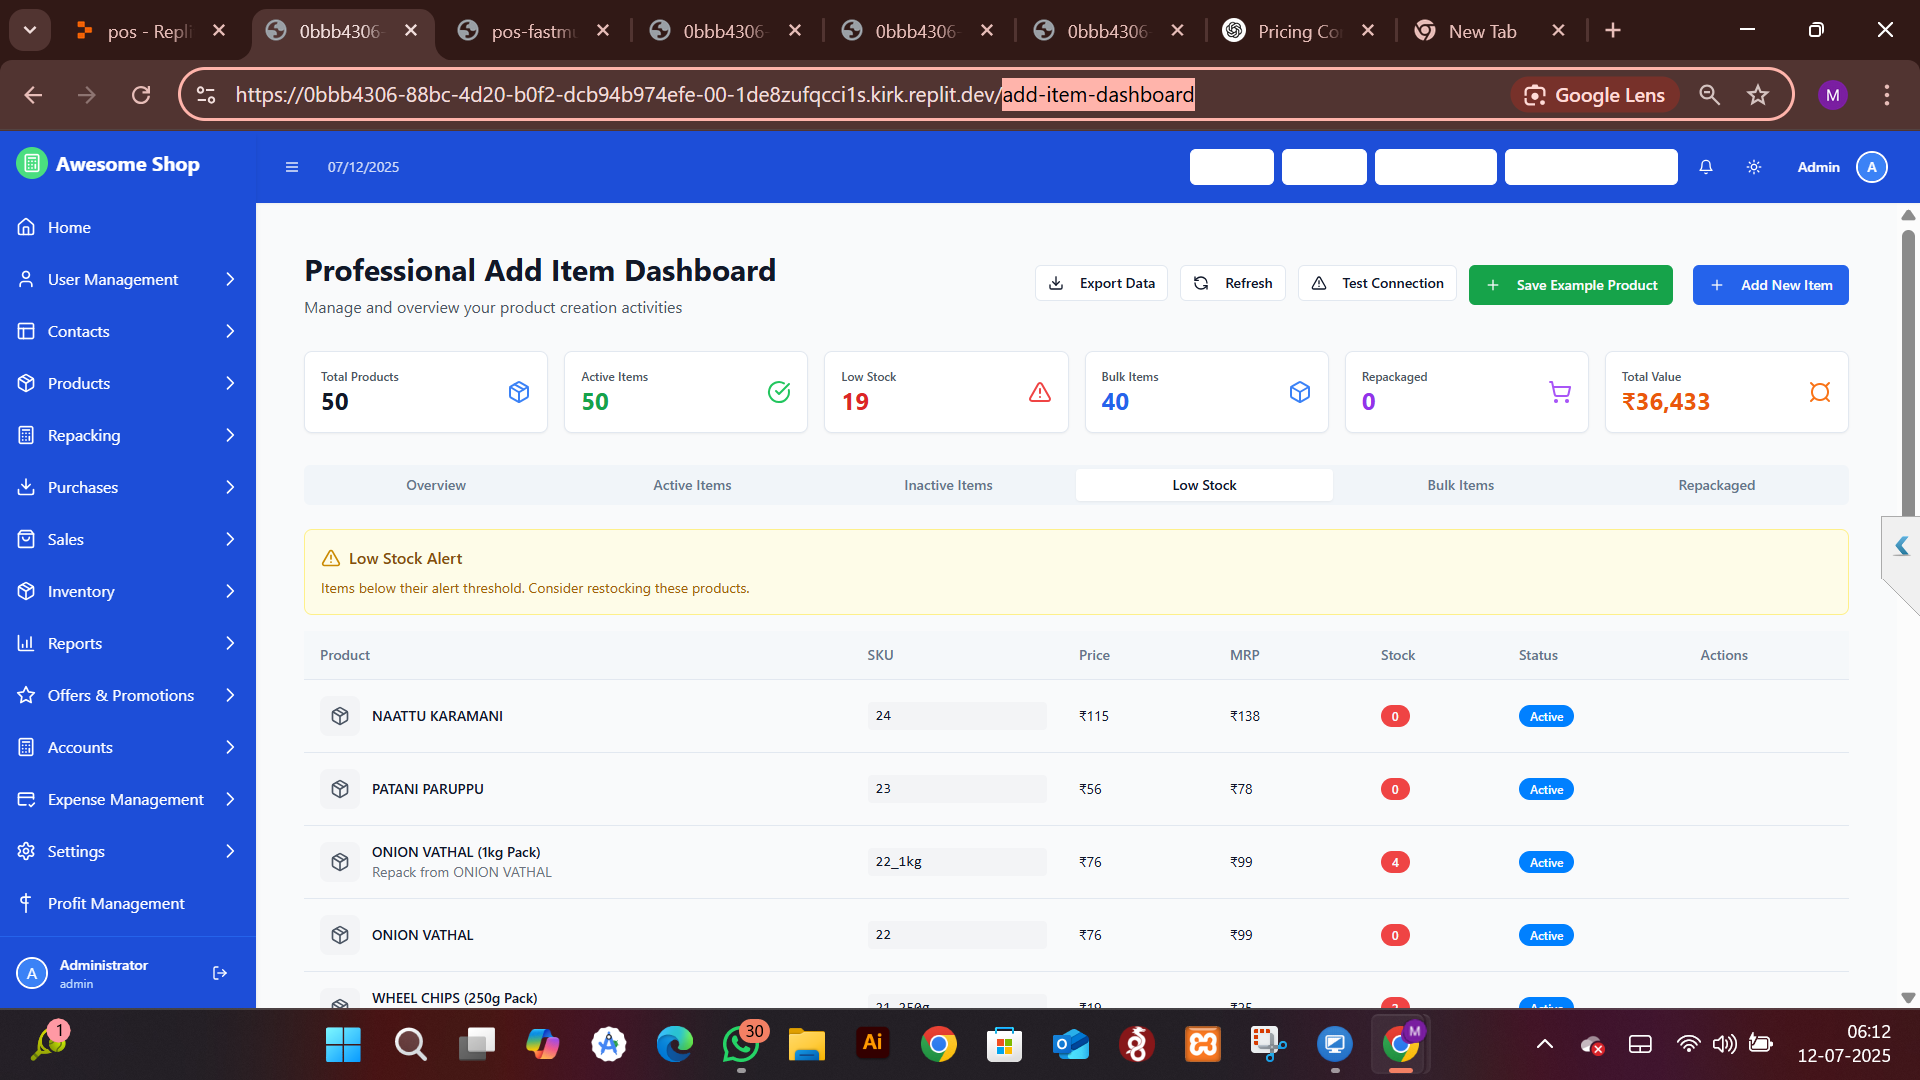 pos - Repli
0bbb4306-
pos-fastmu
0bbb4306-
0bbb4306-
0bbb4306-
Pricing Co
New Tab
https://0bbb4306-88bc-4d20-b0f2-dcb94b974efe-00-1de8zufqcci1s.kirk.replit.dev/add-item-dashboard
Google Lens
M
Awesome Shop
07/12/2025
Admin
A
Home
User Management
Contacts
Products
Repacking
Purchases
Sales
Inventory
Reports
Offers & Promotions
Accounts
Expense Management
Settings
Profit Management
A
Administrator
admin
Professional Add Item Dashboard
Manage and overview your product creation activities
Export Data
Refresh
Test Connection
Save Example Product
Add New Item
Total Products
50
Active Items
50
Low Stock
19
Bulk Items
40
Repackaged
0
Total Value
₹36,433
Overview
Active Items
Inactive Items
Low Stock
Bulk Items
Repackaged
Low Stock Alert
Items below their alert threshold. Consider restocking these products.
Product SKU Price MRP Stock Status Actions
NAATTU KARAMANI 24 ₹115 ₹138 0 Active
PATANI PARUPPU 23 ₹56 ₹78 0 Active
ONION VATHAL (1kg Pack) 22_1kg ₹76 ₹99 4 Active
Repack from ONION VATHAL
ONION VATHAL 22 ₹76 ₹99 0 Active
WHEEL CHIPS (250g Pack) 21_250g ₹19 ₹25 Active
1
30
Ai
M
06:12
12-07-2025